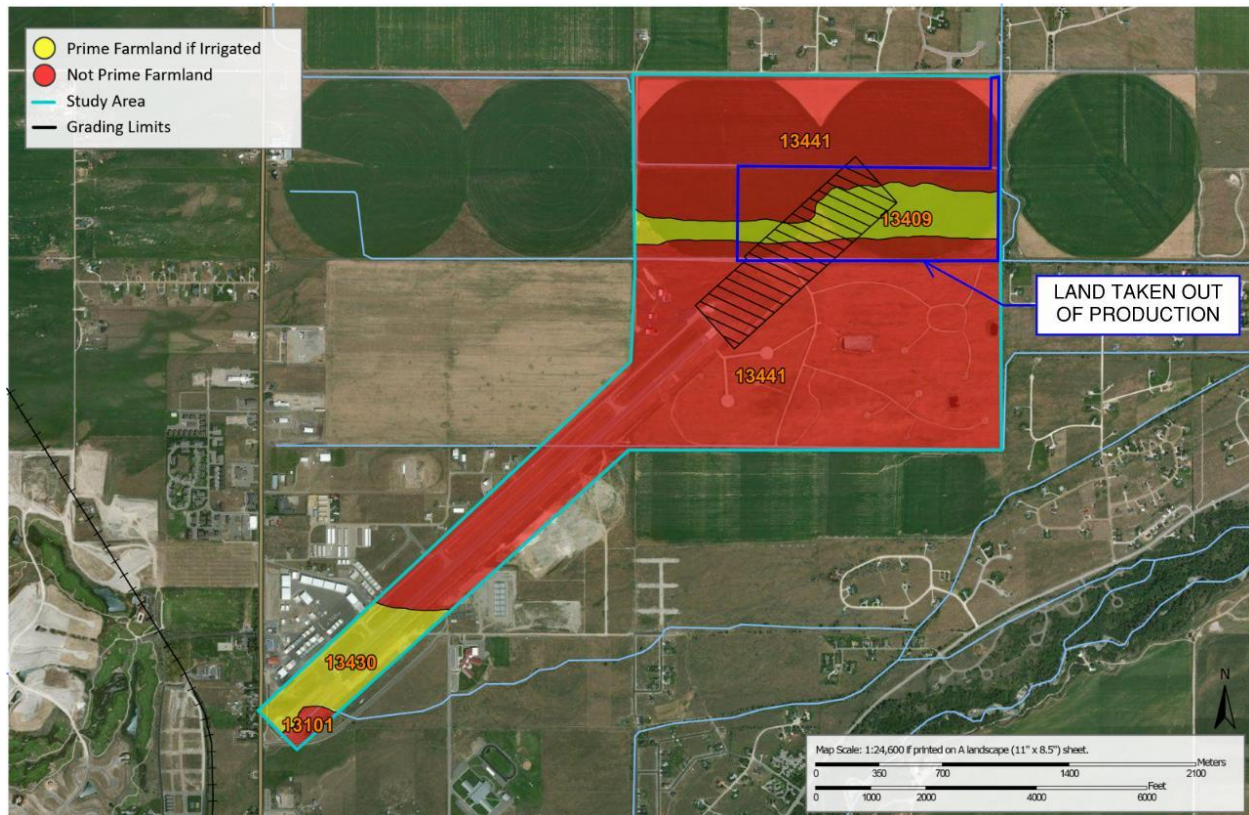 Prime Farmland if Irrigated
Not Prime Farmland
Study Area
Grading Limits
13441
13409
LAND TAKEN OUT
OF PRODUCTION
13441
13430
13101
N
Map Scale: 1:24,600 if printed on A landscape (11" x 8.5") sheet.
Meters
0 350 700 1400 2100
Feet
0 1000 2000 4000 6000